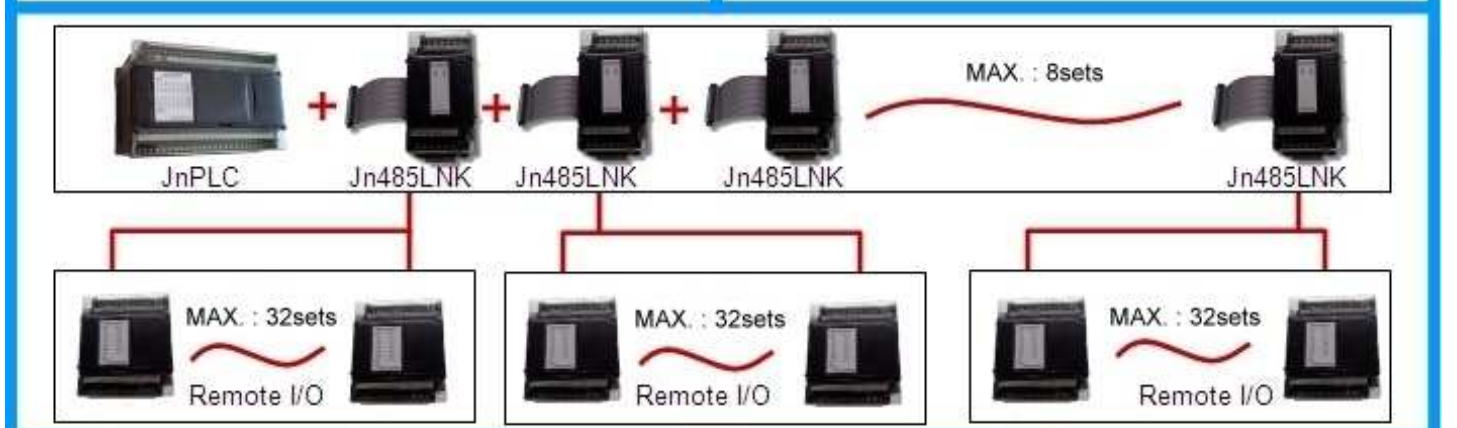 MAX. : 8sets
JnPLC
Jn485LNK
Jn485LNK
Jn485LNK
Jn485LNK
MAX. : 32sets
Remote I/O
MAX. : 32sets
Remote I/O
MAX. : 32sets
Remote I/O